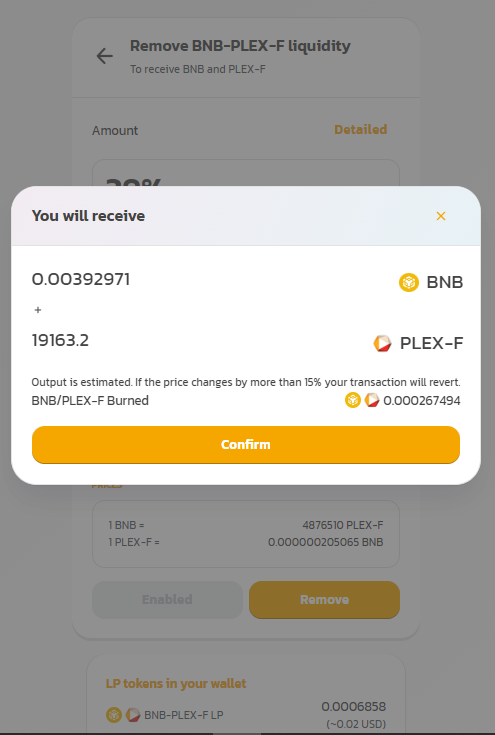 Remove BNB-PLEX-F liquidity
To receive BNB and PLEX-F
Amount Detailed
You will receive ×
0.00392971 BNB
+
19163.2 PLEX-F
Output is estimated. If the price changes by more than 15% your transaction will revert.
BNB/PLEX-F Burned 0.000267494
Confirm
1 BNB = 4876510 PLEX-F
1 PLEX-F = 0.000000205065 BNB
Enabled Remove
LP tokens in your wallet
BNB-PLEX-F LP 0.0006858
(~0.02 USD)